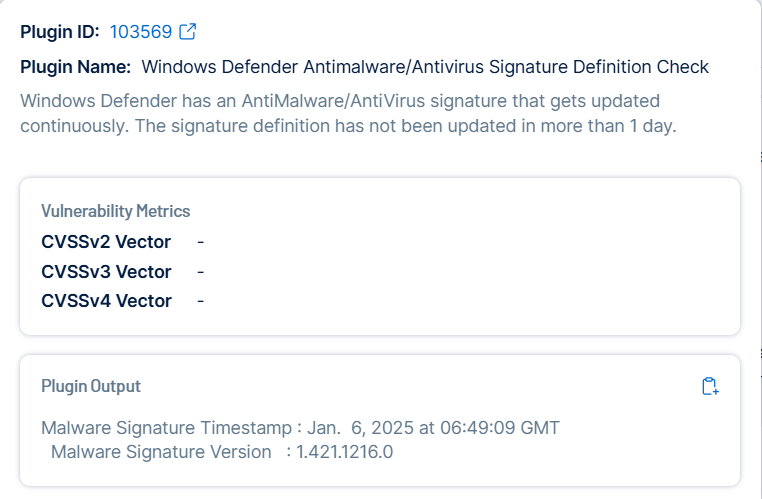 Plugin ID: 103569
Plugin Name: Windows Defender Antimalware/Antivirus Signature Definition Check
Windows Defender has an AntiMalware/AntiVirus signature that gets updated
continuously. The signature definition has not been updated in more than 1 day.
Vulnerability Metrics
CVSSv2 Vector -
CVSSv3 Vector -
CVSSv4 Vector -
Plugin Output
Malware Signature Timestamp : Jan.  6, 2025 at 06:49:09 GMT
Malware Signature Version   : 1.421.1216.0